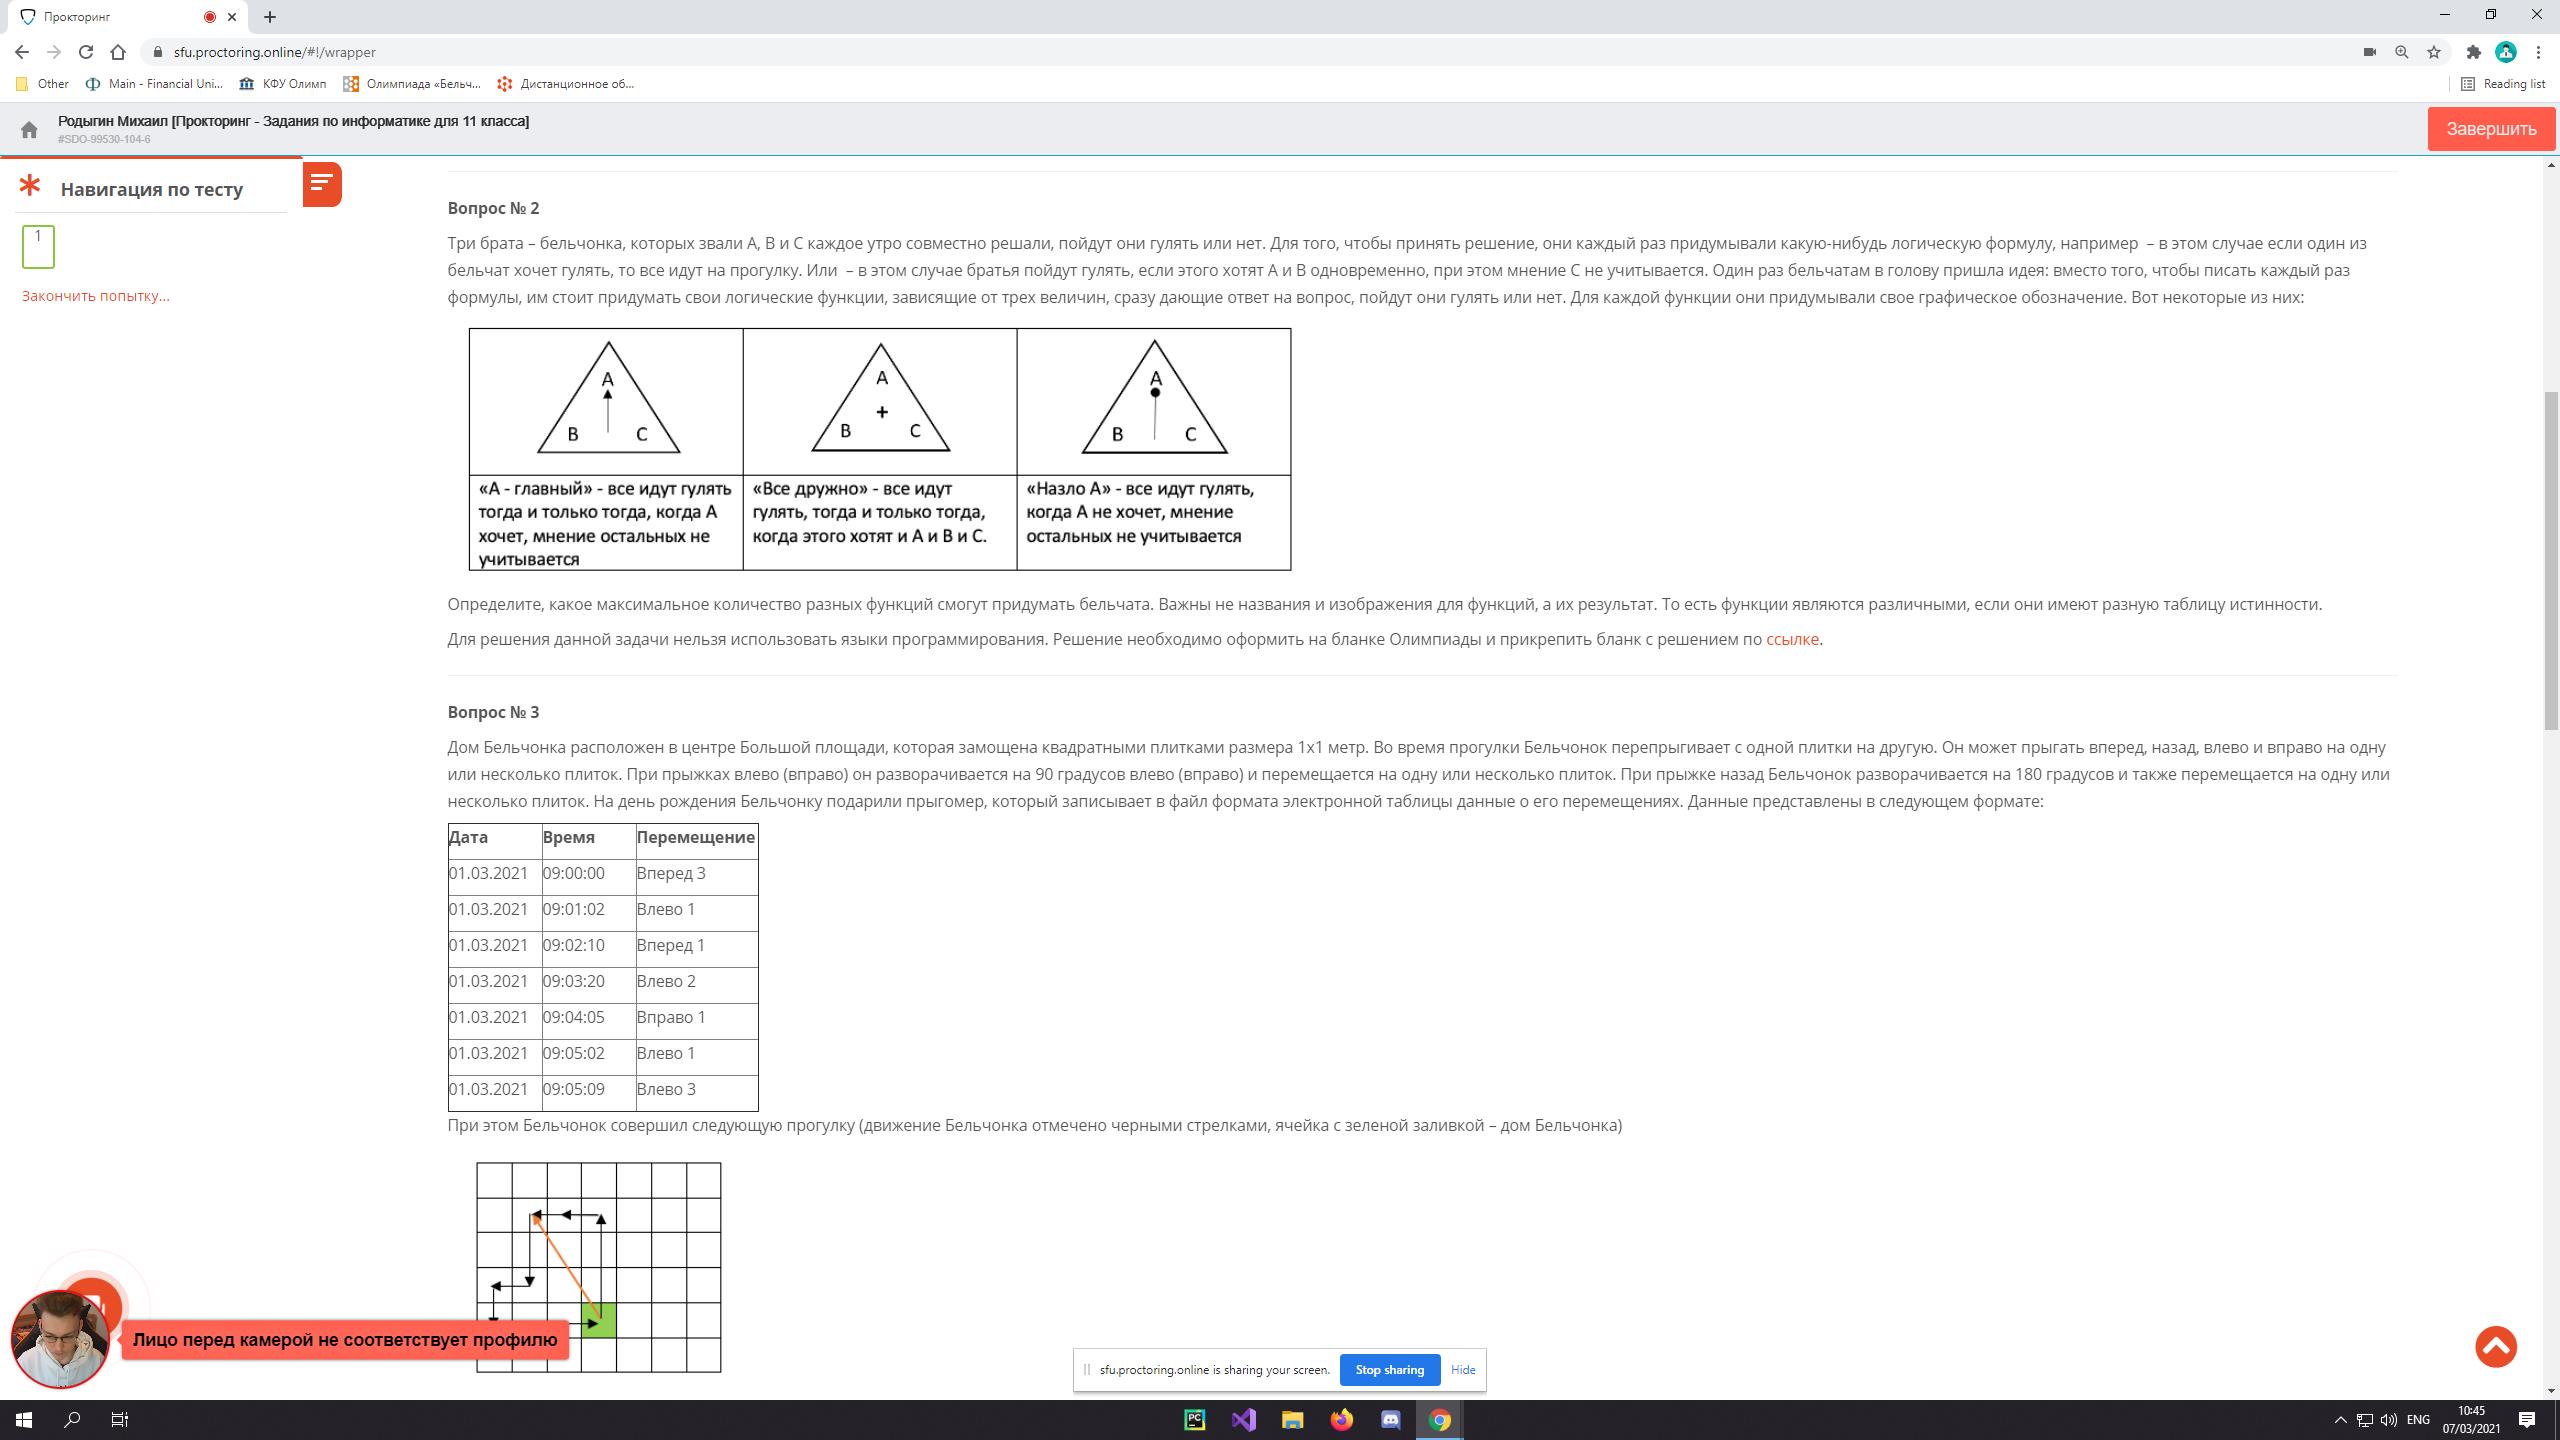 Прокторинг
sfu.proctoring.online/#!/wrapper
Other
Main - Financial Uni...
КФУ Олимп
Олимпиада «Бельч...
Дистанционное об...
Reading list
Родыгин Михаил [Прокторинг - Задания по информатике для 11 класса]
#SDO-99530-104-6
Завершить
Навигация по тесту
1
Закончить попытку...
Вопрос № 2
Три брата – бельчонка, которых звали А, В и С каждое утро совместно решали, пойдут они гулять или нет. Для того, чтобы принять решение, они каждый раз придумывали какую-нибудь логическую формулу, например – в этом случае если один из
бельчат хочет гулять, то все идут на прогулку. Или – в этом случае братья пойдут гулять, если этого хотят А и В одновременно, при этом мнение С не учитывается. Один раз бельчатам в голову пришла идея: вместо того, чтобы писать каждый раз
формулы, им стоит придумать свои логические функции, зависящие от трех величин, сразу дающие ответ на вопрос, пойдут они гулять или нет. Для каждой функции они придумывали свое графическое обозначение. Вот некоторые из них:
A A A
B C B + C B C
«А - главный» - все идут гулять
тогда и только тогда, когда А
хочет, мнение остальных не
учитывается
«Все дружно» - все идут
гулять, тогда и только тогда,
когда этого хотят и А и В и С.
«Назло А» - все идут гулять,
когда А не хочет, мнение
остальных не учитывается
Определите, какое максимальное количество разных функций смогут придумать бельчата. Важны не названия и изображения для функций, а их результат. То есть функции являются различными, если они имеют разную таблицу истинности.
Для решения данной задачи нельзя использовать языки программирования. Решение необходимо оформить на бланке Олимпиады и прикрепить бланк с решением по ссылке.
Вопрос № 3
Дом Бельчонка расположен в центре Большой площади, которая замощена квадратными плитками размера 1х1 метр. Во время прогулки Бельчонок перепрыгивает с одной плитки на другую. Он может прыгать вперед, назад, влево и вправо на одну
или несколько плиток. При прыжках влево (вправо) он разворачивается на 90 градусов влево (вправо) и перемещается на одну или несколько плиток. При прыжке назад Бельчонок разворачивается на 180 градусов и также перемещается на одну или
несколько плиток. На день рождения Бельчонку подарили прыгомер, который записывает в файл формата электронной таблицы данные о его перемещениях. Данные представлены в следующем формате:
Дата Время Перемещение
01.03.2021 09:00:00 Вперед 3
01.03.2021 09:01:02 Влево 1
01.03.2021 09:02:10 Вперед 1
01.03.2021 09:03:20 Влево 2
01.03.2021 09:04:05 Вправо 1
01.03.2021 09:05:02 Влево 1
01.03.2021 09:05:09 Влево 3
При этом Бельчонок совершил следующую прогулку (движение Бельчонка отмечено черными стрелками, ячейка с зеленой заливкой – дом Бельчонка)
Лицо перед камерой не соответствует профилю
sfu.proctoring.online is sharing your screen.
Stop sharing
Hide
PC
ENG
10:45
07/03/2021